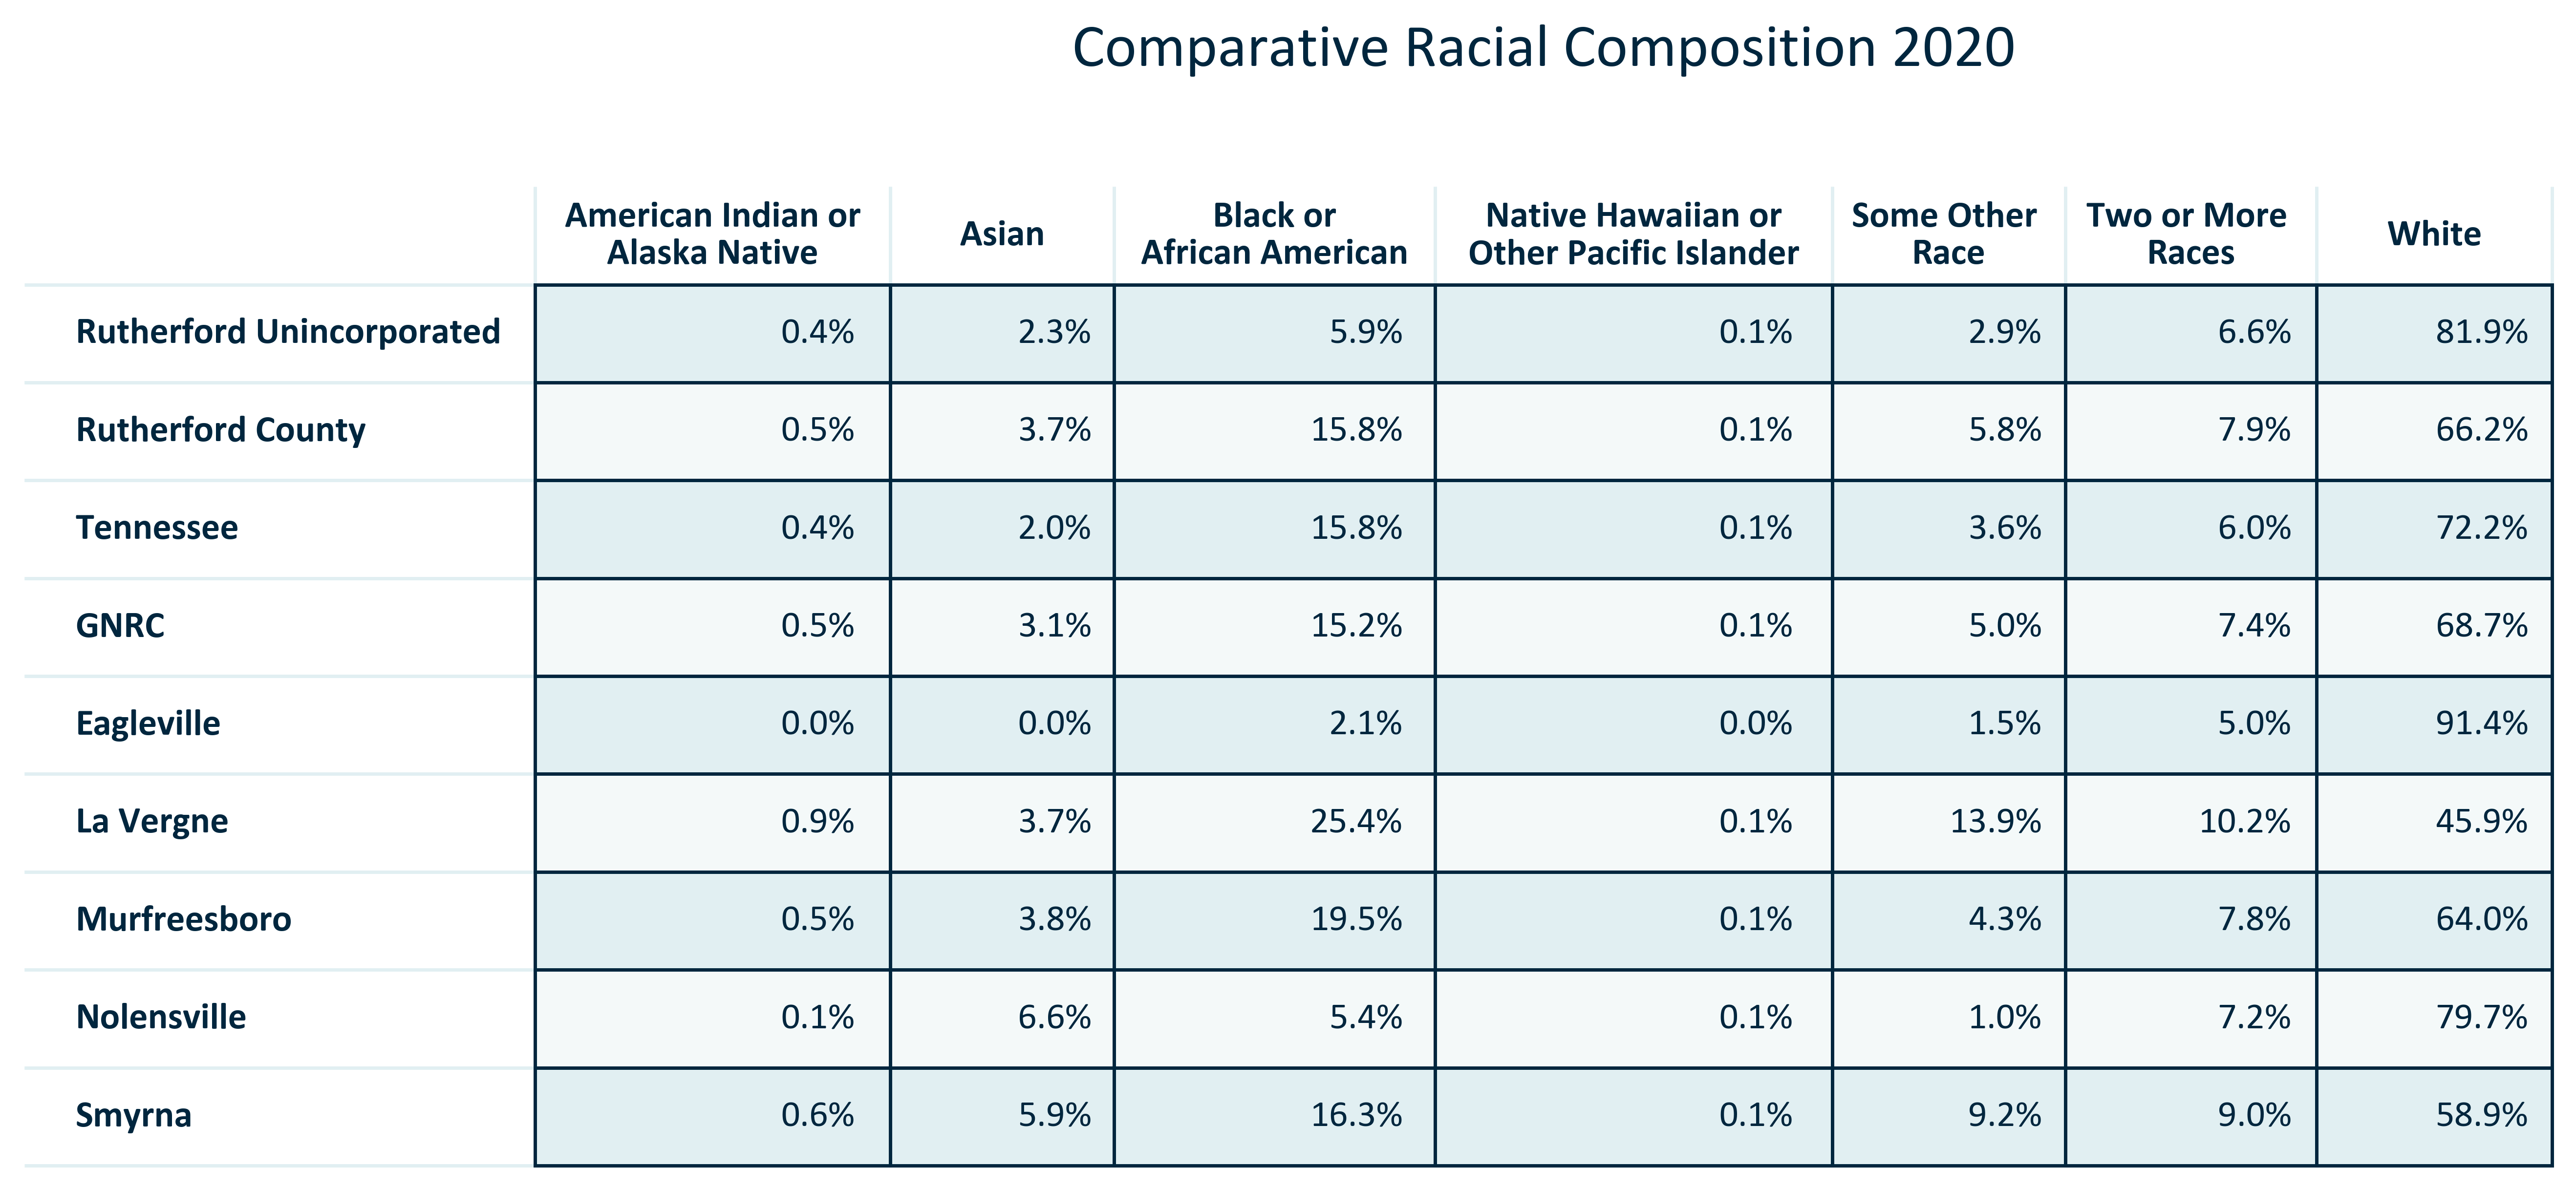 Comparative Racial Composition 2020
American Indian or Alaska Native Asian Black or African American Native Hawaiian or Other Pacific Islander Some Other Race Two or More Races White
Rutherford Unincorporated 0.4% 2.3% 5.9% 0.1% 2.9% 6.6% 81.9%
Rutherford County 0.5% 3.7% 15.8% 0.1% 5.8% 7.9% 66.2%
Tennessee 0.4% 2.0% 15.8% 0.1% 3.6% 6.0% 72.2%
GNRC 0.5% 3.1% 15.2% 0.1% 5.0% 7.4% 68.7%
Eagleville 0.0% 0.0% 2.1% 0.0% 1.5% 5.0% 91.4%
La Vergne 0.9% 3.7% 25.4% 0.1% 13.9% 10.2% 45.9%
Murfreesboro 0.5% 3.8% 19.5% 0.1% 4.3% 7.8% 64.0%
Nolensville 0.1% 6.6% 5.4% 0.1% 1.0% 7.2% 79.7%
Smyrna 0.6% 5.9% 16.3% 0.1% 9.2% 9.0% 58.9%